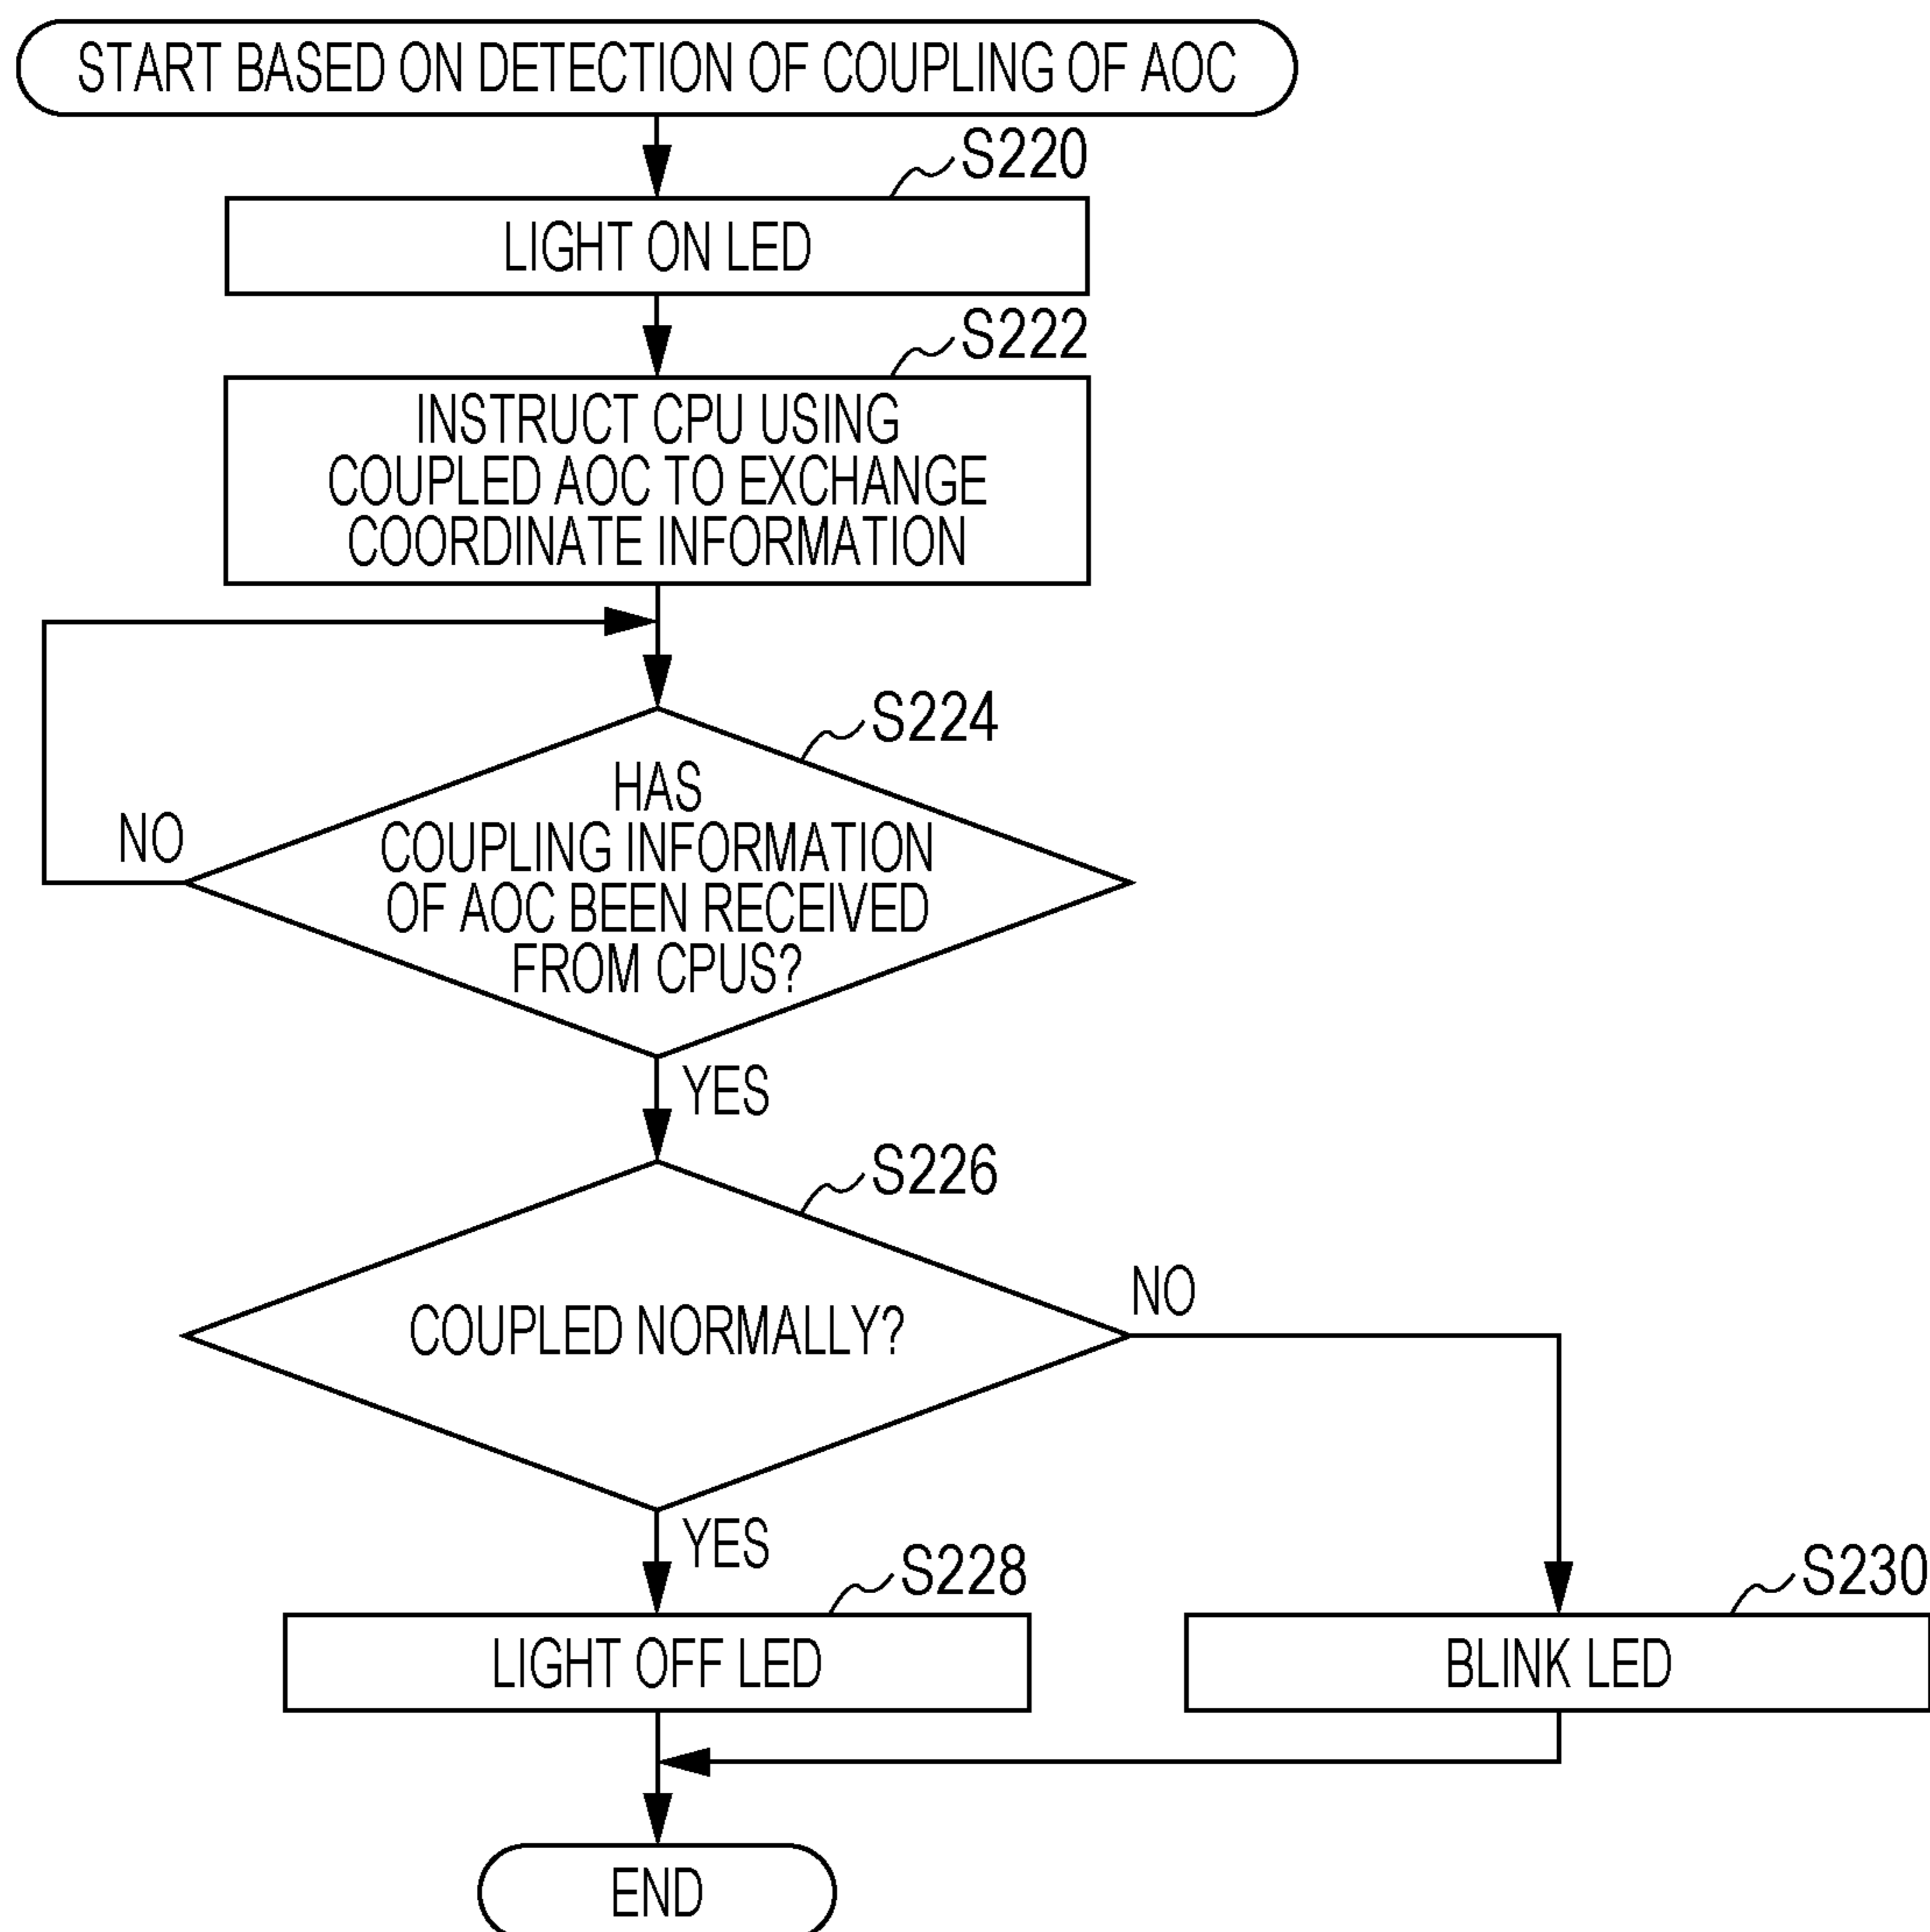 START BASED ON DETECTION OF COUPLING OF AOC
S220
LIGHT ON LED
S222
INSTRUCT CPU USING
COUPLED AOC TO EXCHANGE
COORDINATE INFORMATION
S224
HAS
COUPLING INFORMATION
OF AOC BEEN RECEIVED
FROM CPUS?
NO
YES
S226
COUPLED NORMALLY?
NO
YES
S228
LIGHT OFF LED
S230
BLINK LED
END